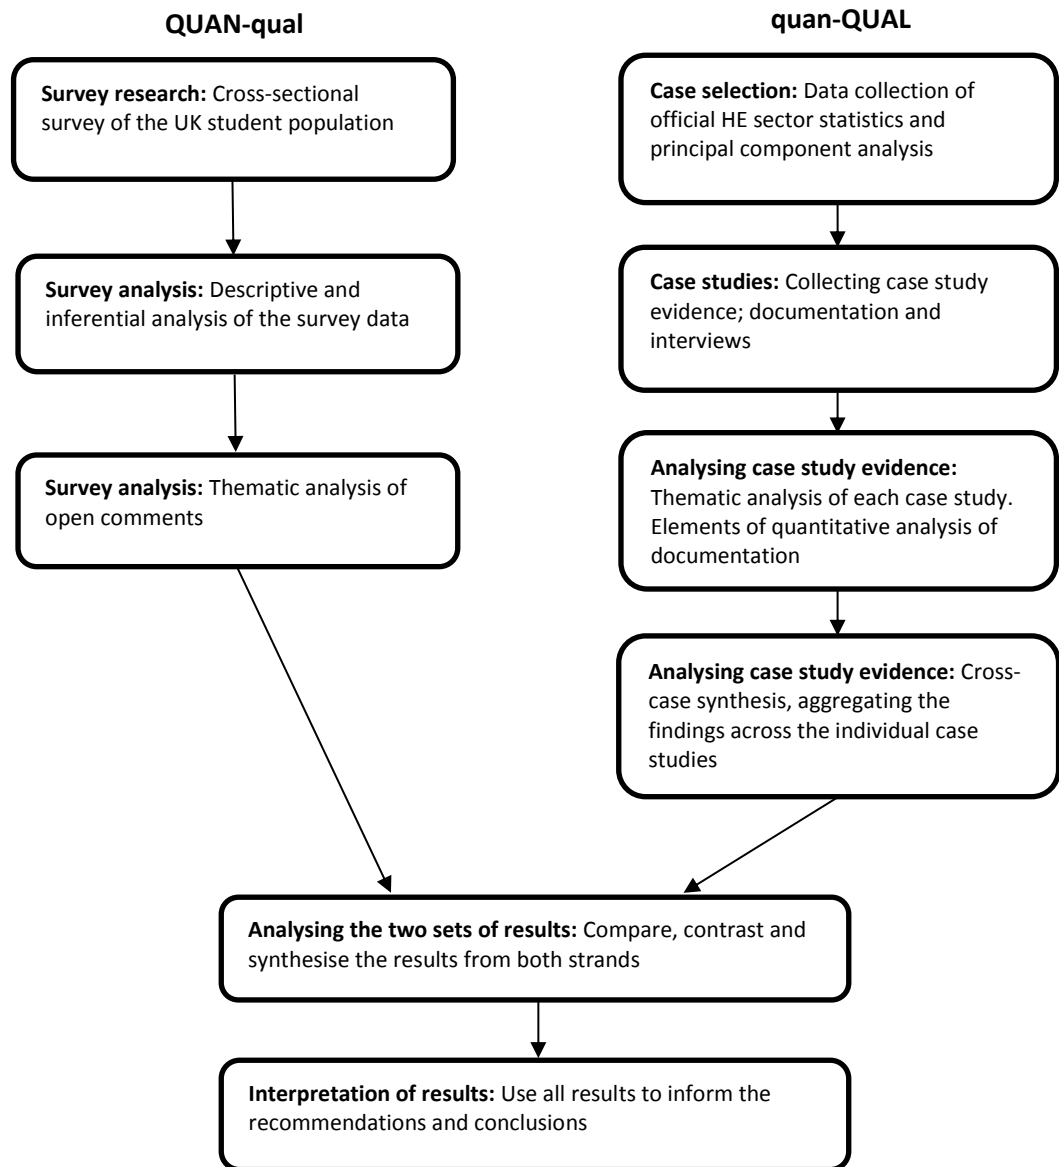 QUAN-qual
Survey research: Cross-sectional
survey of the UK student population
Survey analysis: Descriptive and
inferential analysis of the survey data
Survey analysis: Thematic analysis of
open comments
quan-QUAL
Case selection: Data collection of
official HE sector statistics and
principal component analysis
Case studies: Collecting case study
evidence; documentation and
interviews
Analysing case study evidence:
Thematic analysis of each case study.
Elements of quantitative analysis of
documentation
Analysing case study evidence: Cross-
case synthesis, aggregating the
findings across the individual case
studies
Analysing the two sets of results: Compare, contrast and
synthesise the results from both strands
Interpretation of results: Use all results to inform the
recommendations and conclusions